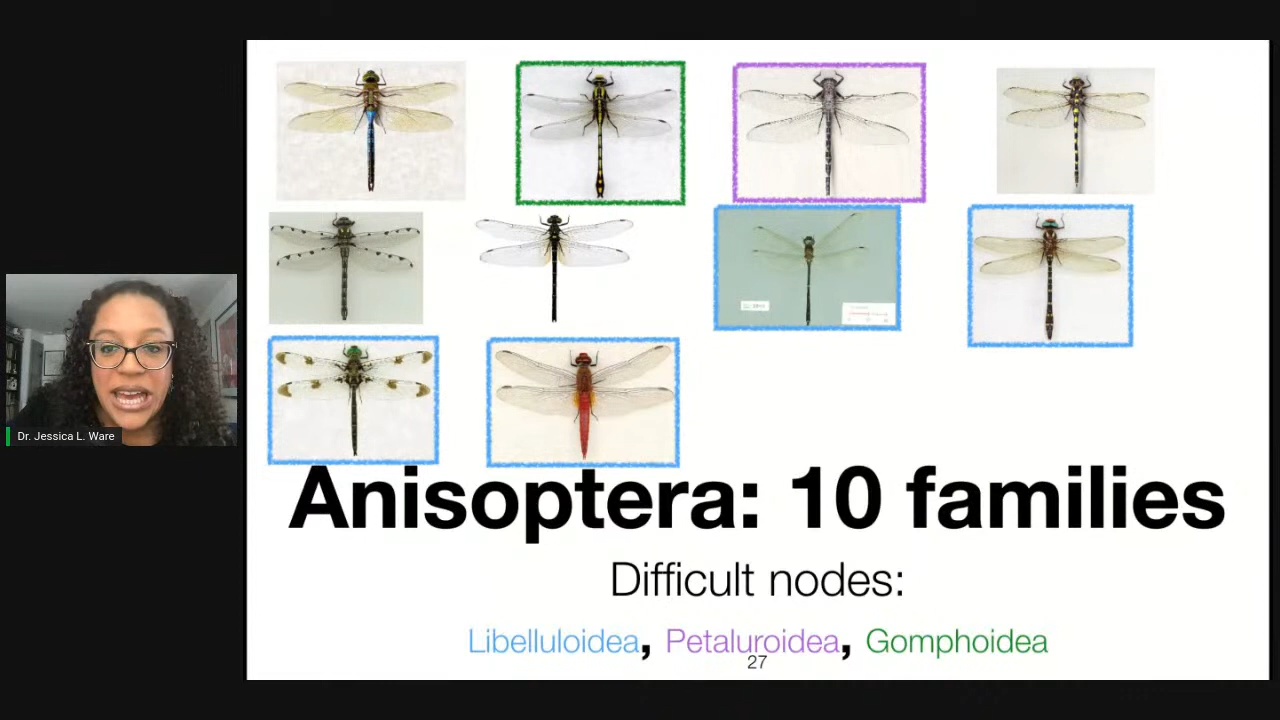 Dr. Jessica L. Ware
Anisoptera: 10 families
Difficult nodes:
Libelluloidea, Petaluroidea, Gomphoidea
27